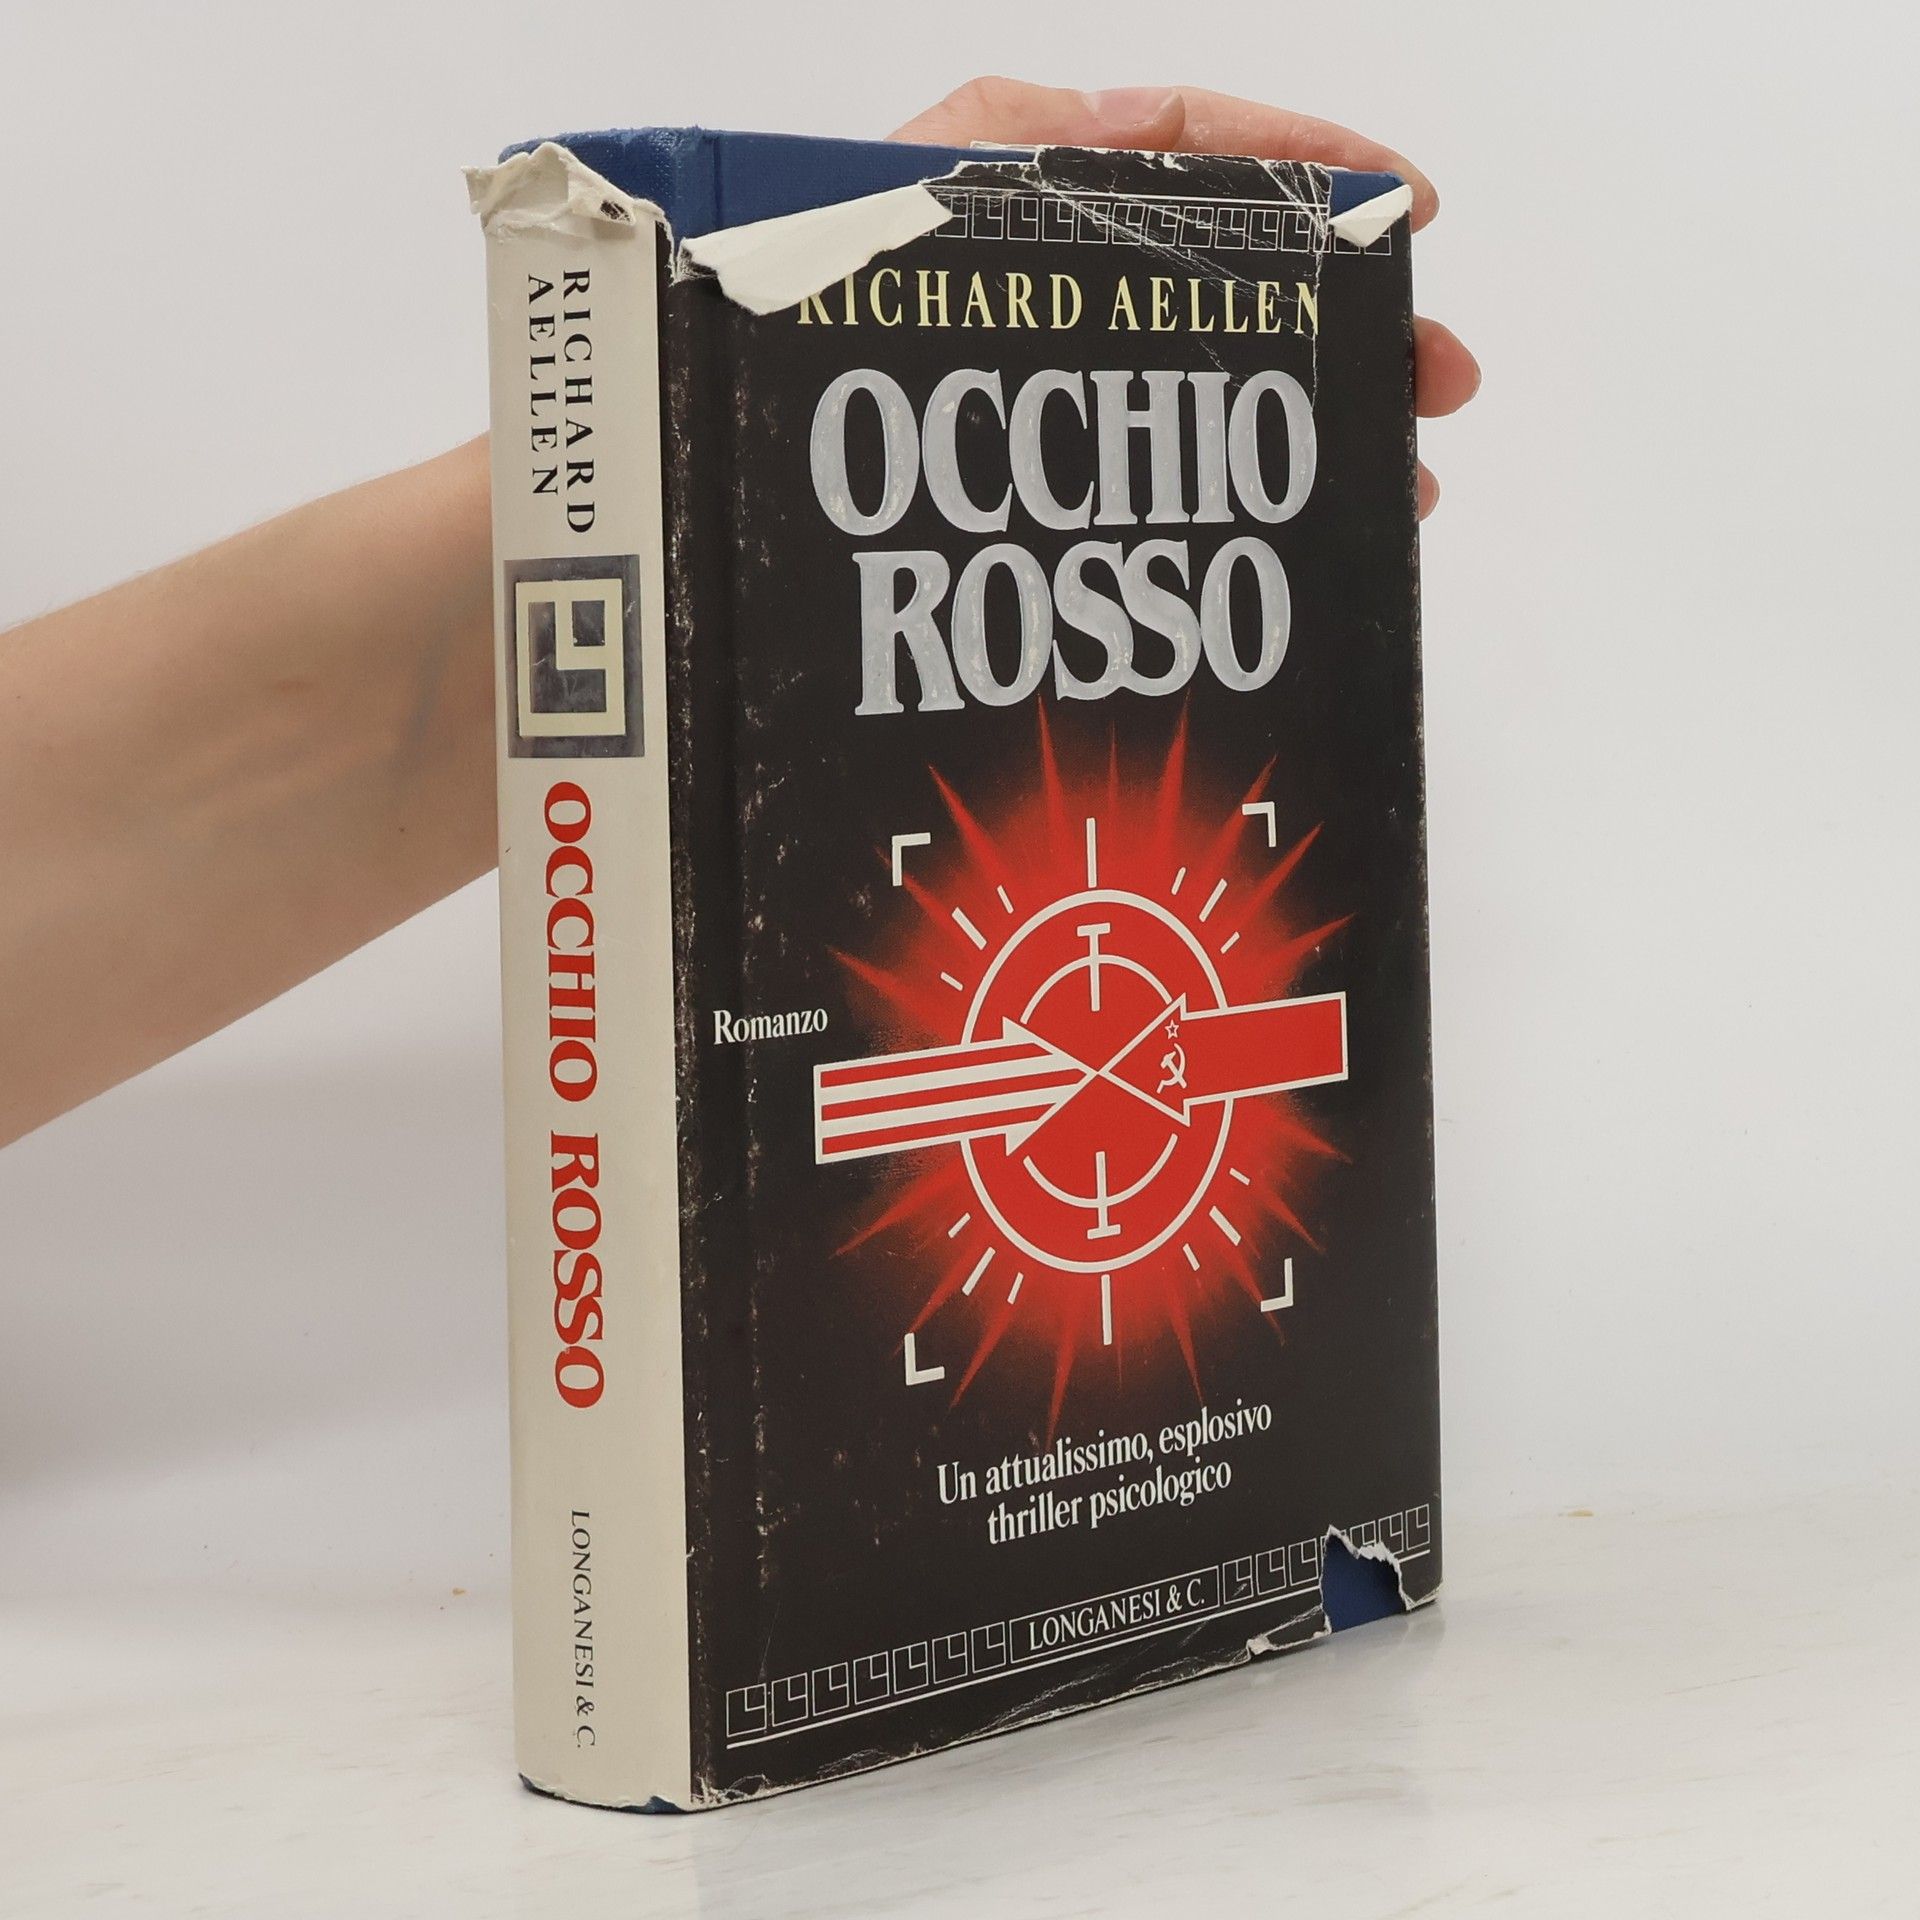 RICHARD
AELLEN
OCCHIO ROSSO
LONGANESI & C.
RICHARD AELLEN
OCCHIO
ROSSO
Romanzo
Un attualissimo, esplosivo
thriller psicologico
LONGANESI & C.